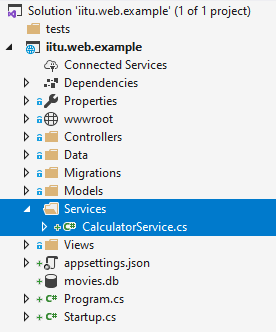 Solution 'iitu.web.example' (1 of 1 project)
tests
iitu.web.example
Connected Services
Dependencies
Properties
wwwroot
Controllers
Data
Migrations
Models
Services
C# CalculatorService.cs
Views
appsettings.json
movies.db
C# Program.cs
C# Startup.cs